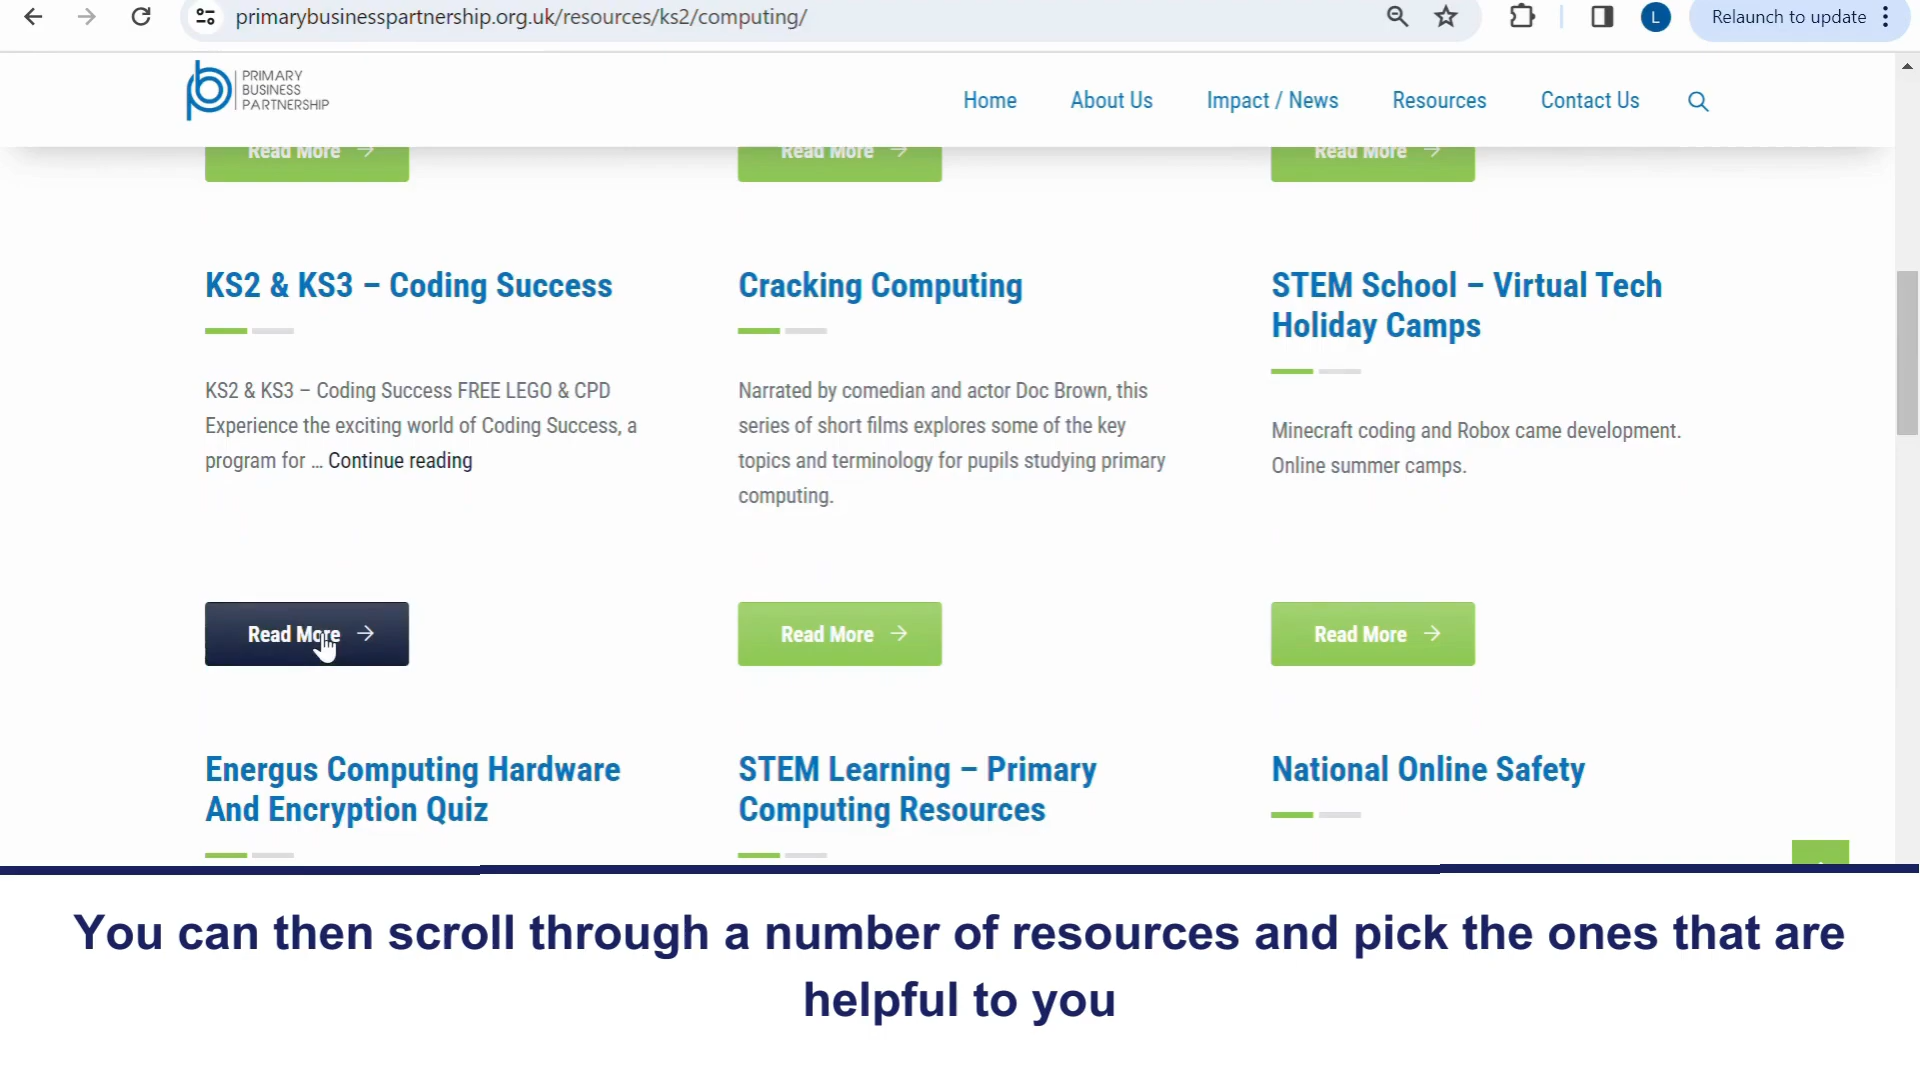 primarybusinesspartnership.org.uk/resources/ks2/computing/
L
Relaunch to update
PRIMARY
BUSINESS
PARTNERSHIP
Home
About Us
Impact / News
Resources
Contact Us
Read More
Read More
Read More
KS2 & KS3 – Coding Success
KS2 & KS3 – Coding Success FREE LEGO & CPD
Experience the exciting world of Coding Success, a
program for ... Continue reading
Read More
Cracking Computing
Narrated by comedian and actor Doc Brown, this
series of short films explores some of the key
topics and terminology for pupils studying primary
computing.
Read More
STEM School – Virtual Tech
Holiday Camps
Minecraft coding and Robox came development.
Online summer camps.
Read More
Energus Computing Hardware
And Encryption Quiz
STEM Learning – Primary
Computing Resources
National Online Safety
You can then scroll through a number of resources and pick the ones that are
helpful to you